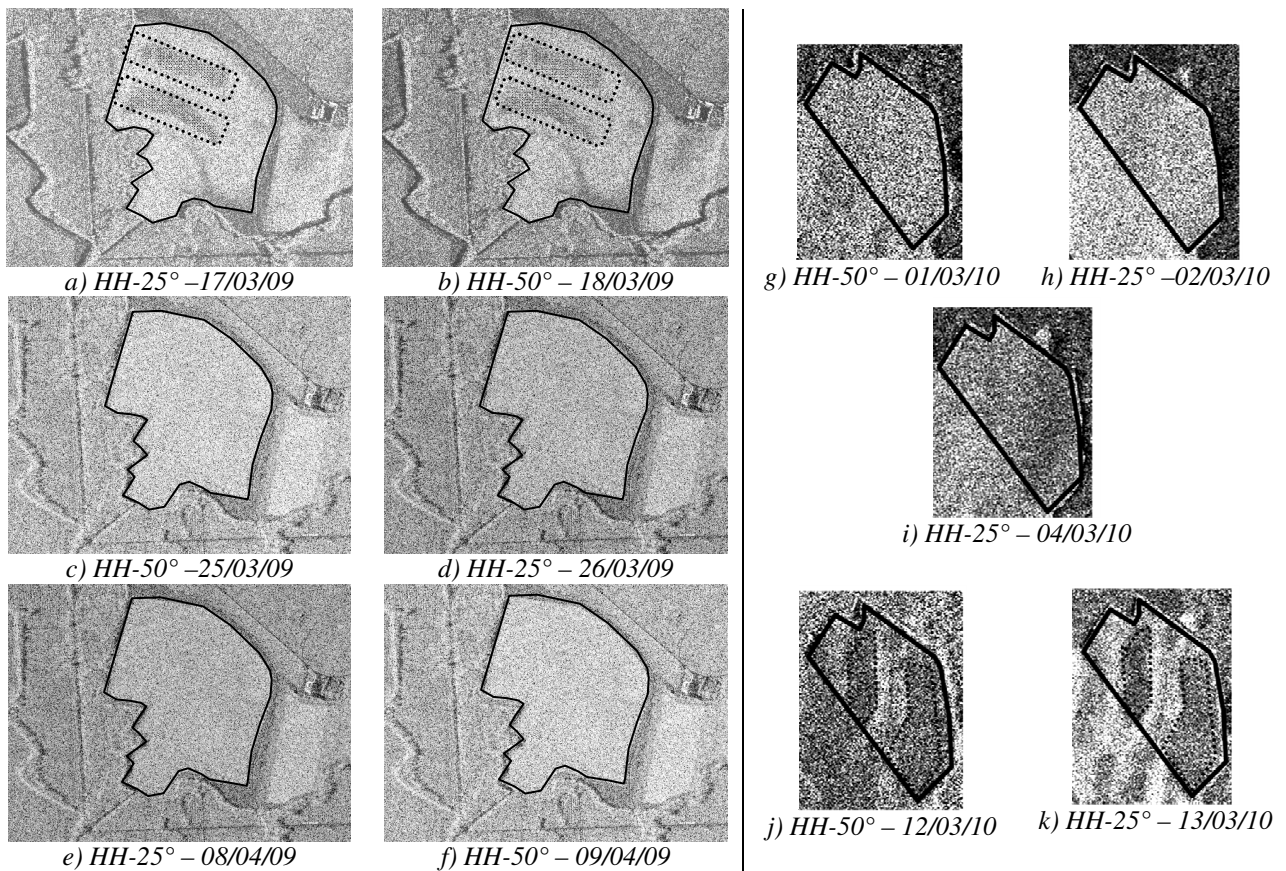 a) HH-25° –17/03/09
b) HH-50° – 18/03/09
c) HH-50° –25/03/09
d) HH-25° – 26/03/09
e) HH-25° – 08/04/09
f) HH-50° – 09/04/09
g) HH-50° – 01/03/10
h) HH-25° –02/03/10
i) HH-25° – 04/03/10
j) HH-50° – 12/03/10
k) HH-25° – 13/03/10